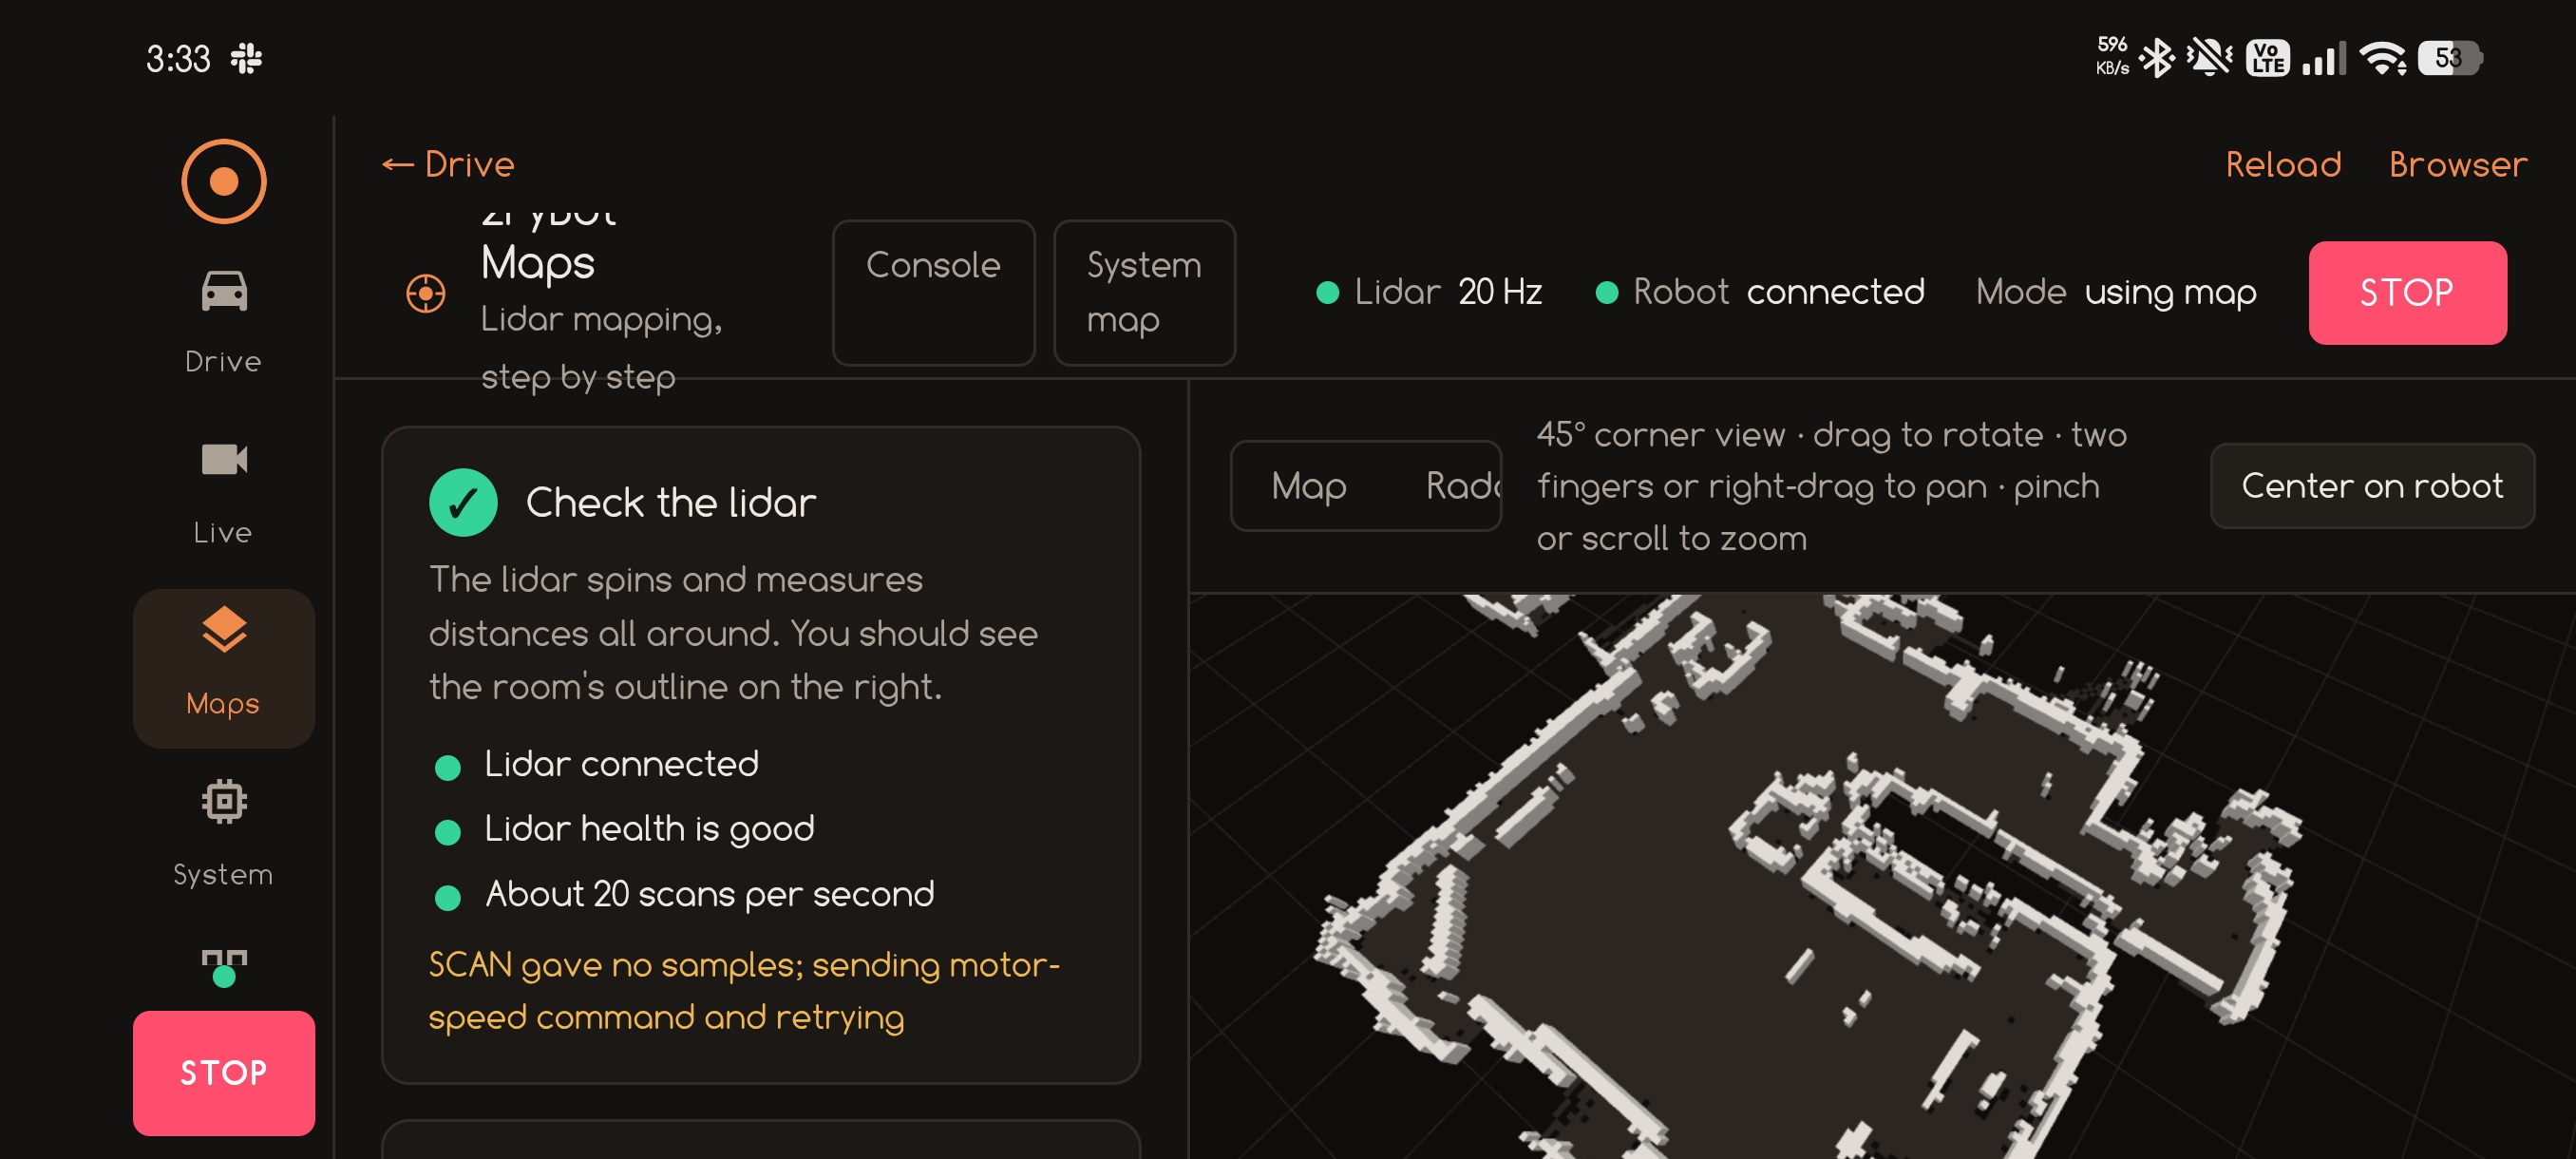 3:33
596
KB/s
Vo
LTE
53
← Drive
Reload
Browser
Maps
Lidar mapping,
step by step
Console
System
map
Lidar 20 Hz
Robot connected
Mode using map
STOP
Drive
Live
Maps
System
STOP
✓ Check the lidar
The lidar spins and measures
distances all around. You should see
the room's outline on the right.
Lidar connected
Lidar health is good
About 20 scans per second
SCAN gave no samples; sending motor-
speed command and retrying
Map
45° corner view · drag to rotate · two
fingers or right-drag to pan · pinch
or scroll to zoom
Center on robot